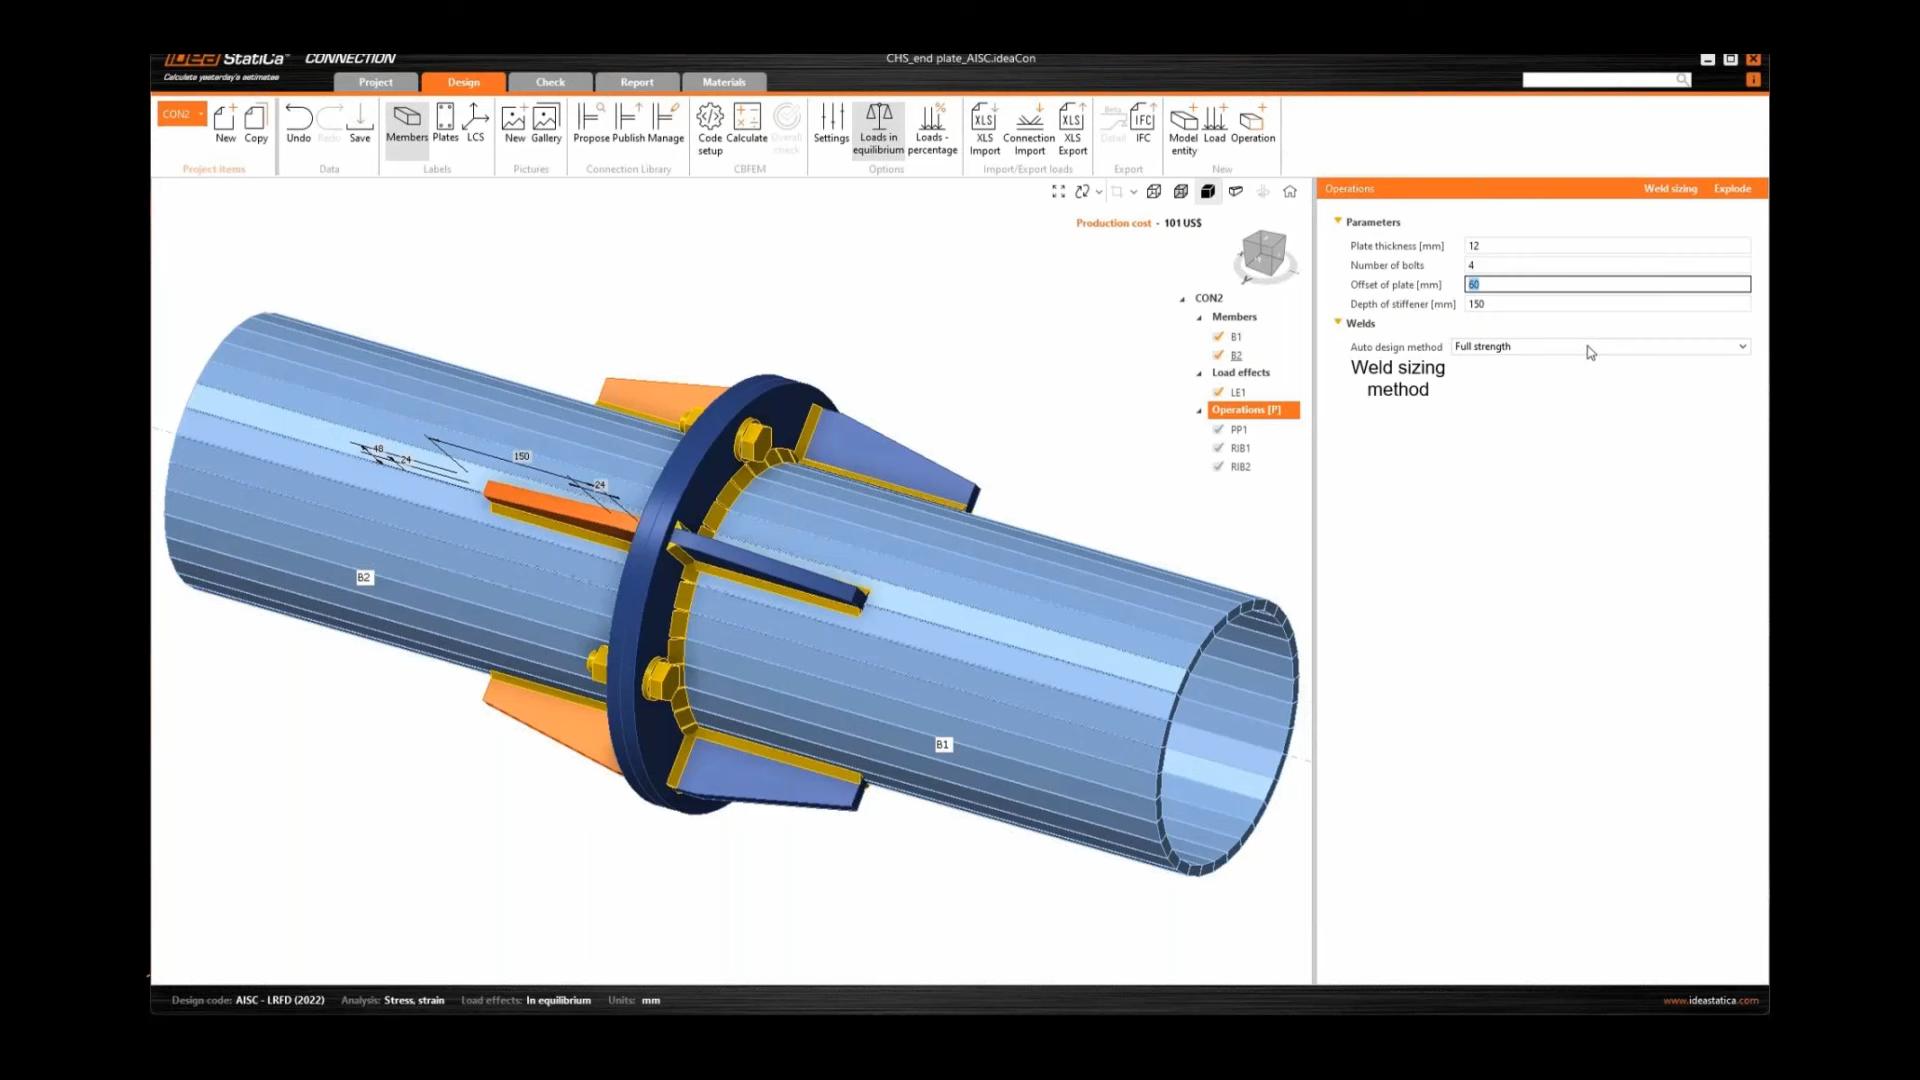 IDEA StatiCa® CONNECTION
Calculate yesterday's estimates
CHS_end plate_AISC.ideaCon
Project
Design
Check
Report
Materials
CON2
New
Copy
Undo
Redo
Save
Members
Plates
LCS
New
Gallery
Propose
Publish
Manage
Code setup
Calculate
Overall check
Settings
Loads in equilibrium
Loads - percentage
XLS Import
Connection Import
XLS Export
Beta
Detail
IFC
Model entity
Load
Operation
Project items
Data
Labels
Pictures
Connection Library
CBFEM
Options
Import/Export loads
Export
New
Production cost - 101 US$
CON2
Members
B1
B2
Load effects
LE1
Operations [P]
PP1
RIB1
RIB2
48
24
150
24
B2
B1
Operations
Weld sizing
Explode
Parameters
Plate thickness [mm] 12
Number of bolts 4
Offset of plate [mm] 60
Depth of stiffener [mm] 150
Welds
Auto design method Full strength
Weld sizing
method
Design code: AISC - LRFD (2022) Analysis: Stress, strain Load effects: In equilibrium Units: mm
www.ideastatica.com